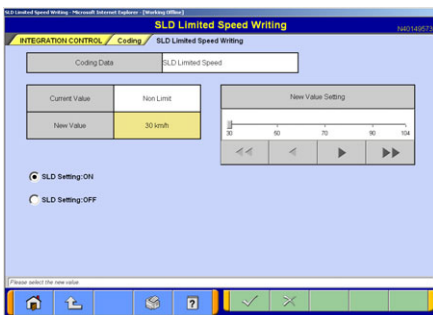 SLD Limited Speed Writing - Microsoft Internet Explorer - [Working Offline]
SLD Limited Speed Writing
N40149573
INTEGRATION CONTROL Coding SLD Limited Speed Writing
Coding Data SLD Limited Speed
Current Value Non Limit
New Value 30 km/h
New Value Setting
30 50 70 90 104
SLD Setting:ON
SLD Setting:OFF
Please select the new value.